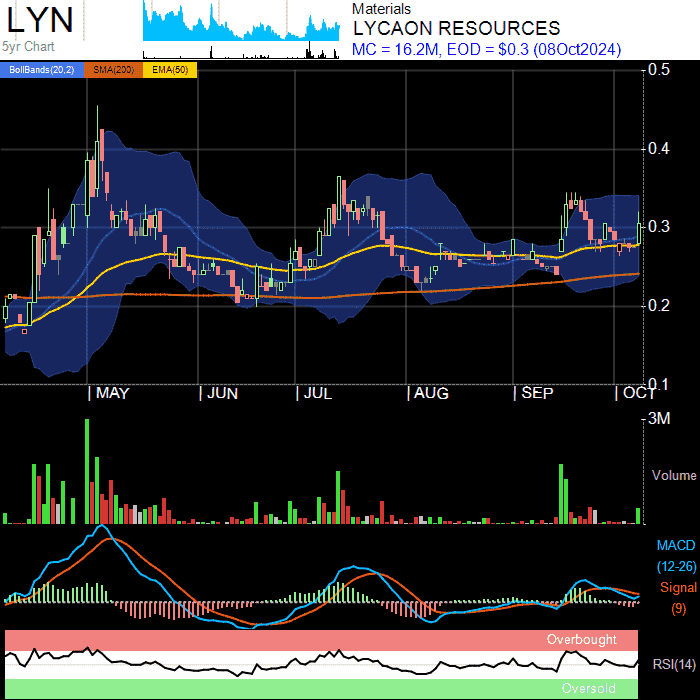 LYN
5yr Chart
Materials
LYCAON RESOURCES
MC = 16.2M, EOD = $0.3 (08Oct2024)
BollBands(20,2) SMA(200) EMA(50)
0.5
0.4
0.3
0.2
0.1
| MAY | JUN | JUL | AUG | SEP | OCT
3M
Volume
MACD
(12-26)
Signal
(9)
Overbought
RSI(14)
Oversold